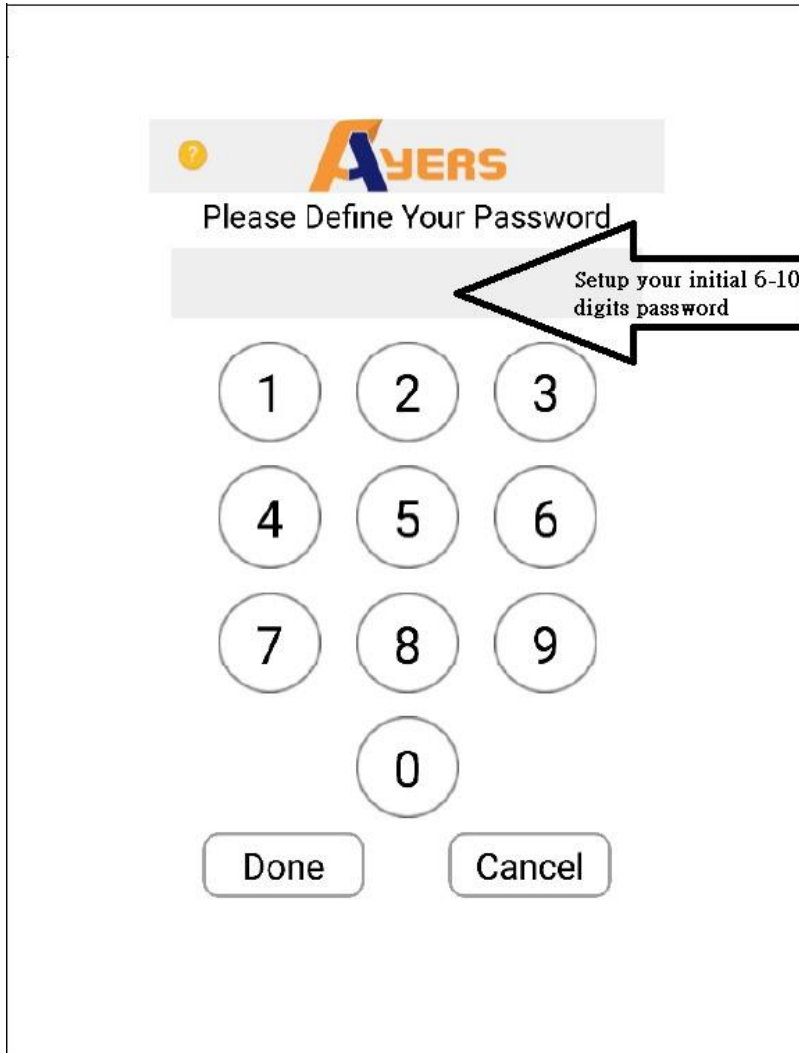 ?
AYERS
Please Define Your Password
Setup your initial 6-10
digits password
1 2 3
4 5 6
7 8 9
0
Done Cancel